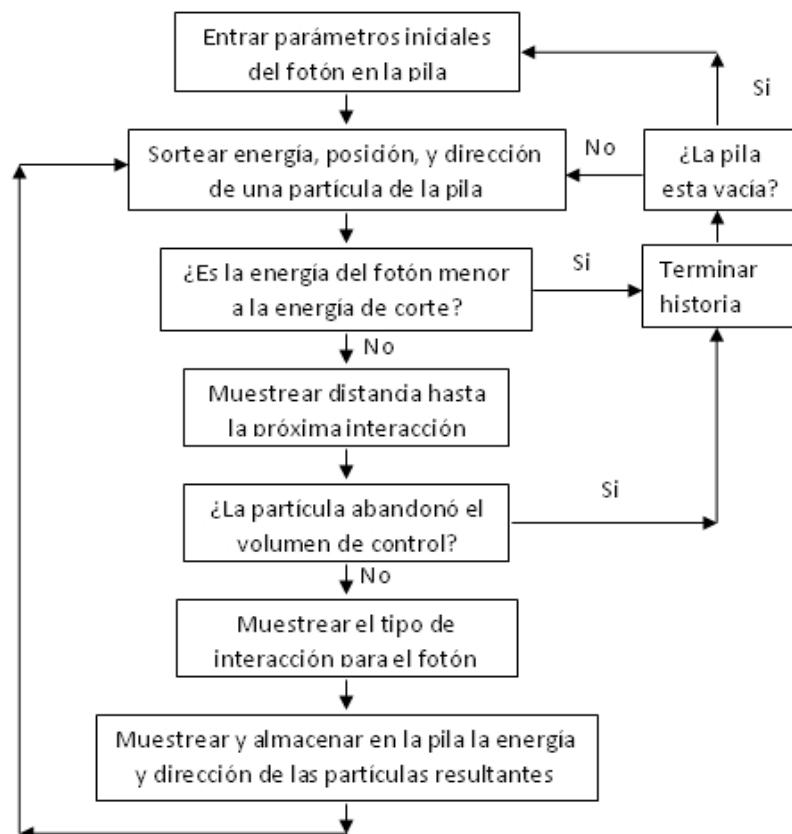 Entrar parámetros iniciales
del fotón en la pila
Si
Sortear energía, posición, y dirección
de una partícula de la pila
No
¿La pila
esta vacía?
¿Es la energía del fotón menor
a la energía de corte?
Si
Terminar
historia
No
Muestrear distancia hasta
la próxima interacción
¿La partícula abandonó el
volumen de control?
Si
No
Muestrear el tipo de
interacción para el fotón
Muestrear y almacenar en la pila la energía
y dirección de las partículas resultantes